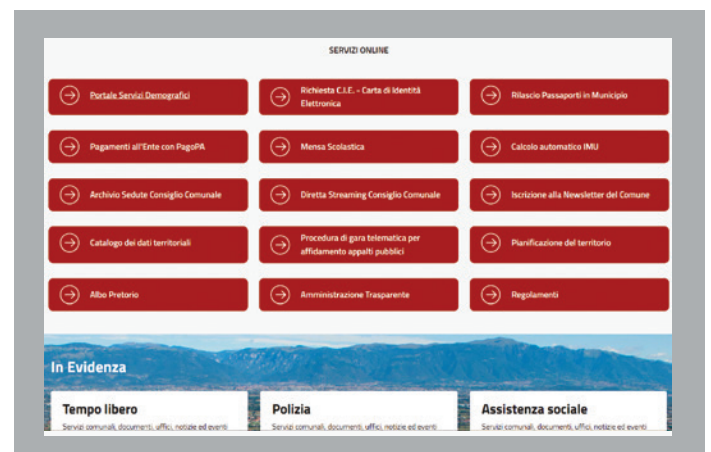 SERVIZI ONLINE
Portale Servizi Demografici
Richiesta C.I.E. - Carta di Identità
Elettronica
Rilascio Passaporti in Municipio
Pagamenti all'Ente con PagoPA
Mensa Scolastica
Calcolo automatico IMU
Archivio Sedute Consiglio Comunale
Diretta Streaming Consiglio Comunale
Iscrizione alla Newsletter del Comune
Catalogo dei dati territoriali
Procedura di gara telematica per
affidamento appalti pubblici
Pianificazione del territorio
Albo Pretorio
Amministrazione Trasparente
Regolamenti
In Evidenza
Tempo libero
Servizi comunali, documenti, uffici, notizie ed eventi
Polizia
Servizi comunali, documenti, uffici, notizie ed eventi
Assistenza sociale
Servizi comunali, documenti, uffici, notizie ed eventi